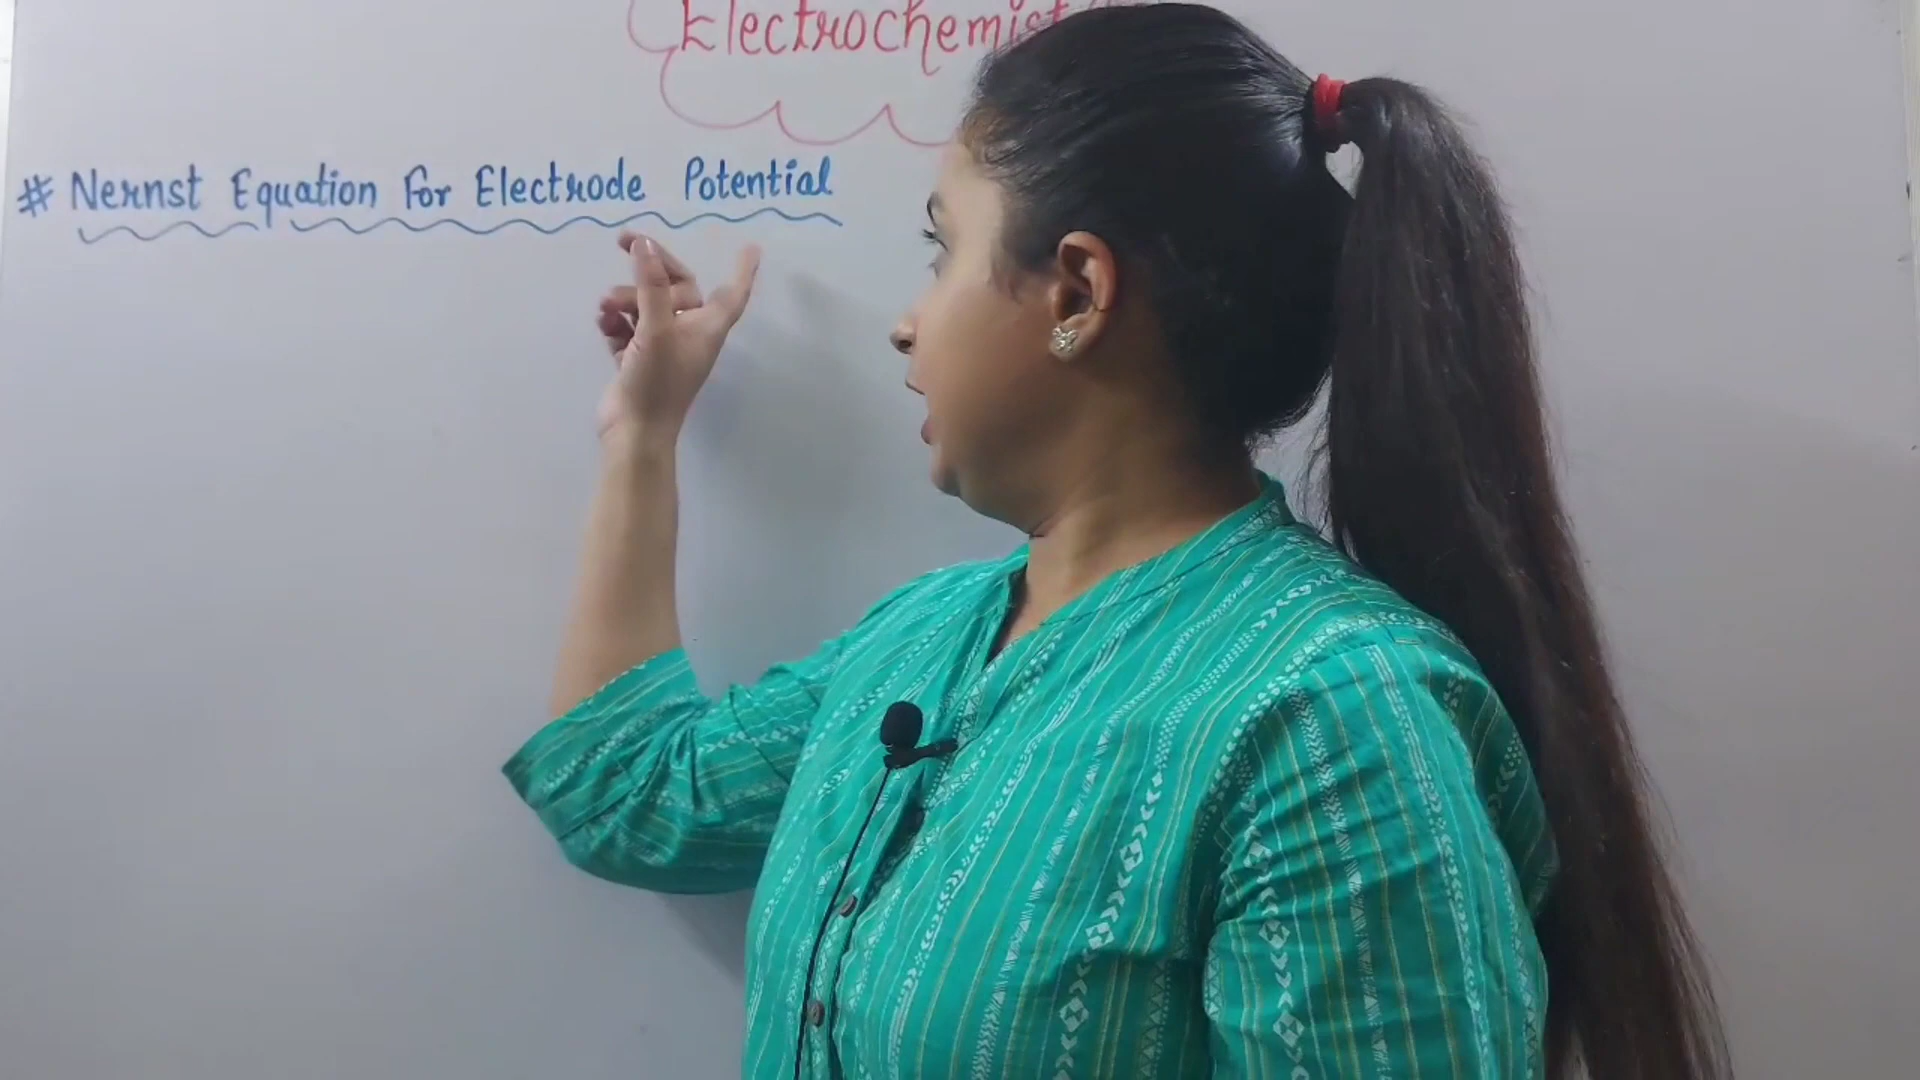 Electrochemist
# Nernst Equation For Electrode Potential